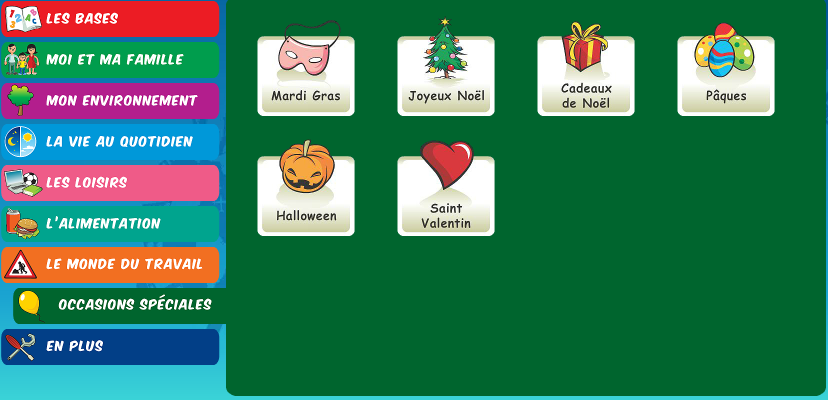 LES BASES
MOI ET MA FAMILLE
MON ENVIRONNEMENT
LA VIE AU QUOTIDIEN
LES LOISIRS
L'ALIMENTATION
LE MONDE DU TRAVAIL
OCCASIONS SPÉCIALES
EN PLUS
Mardi Gras
Joyeux Noël
Cadeaux
de Noël
Pâques
Halloween
Saint
Valentin